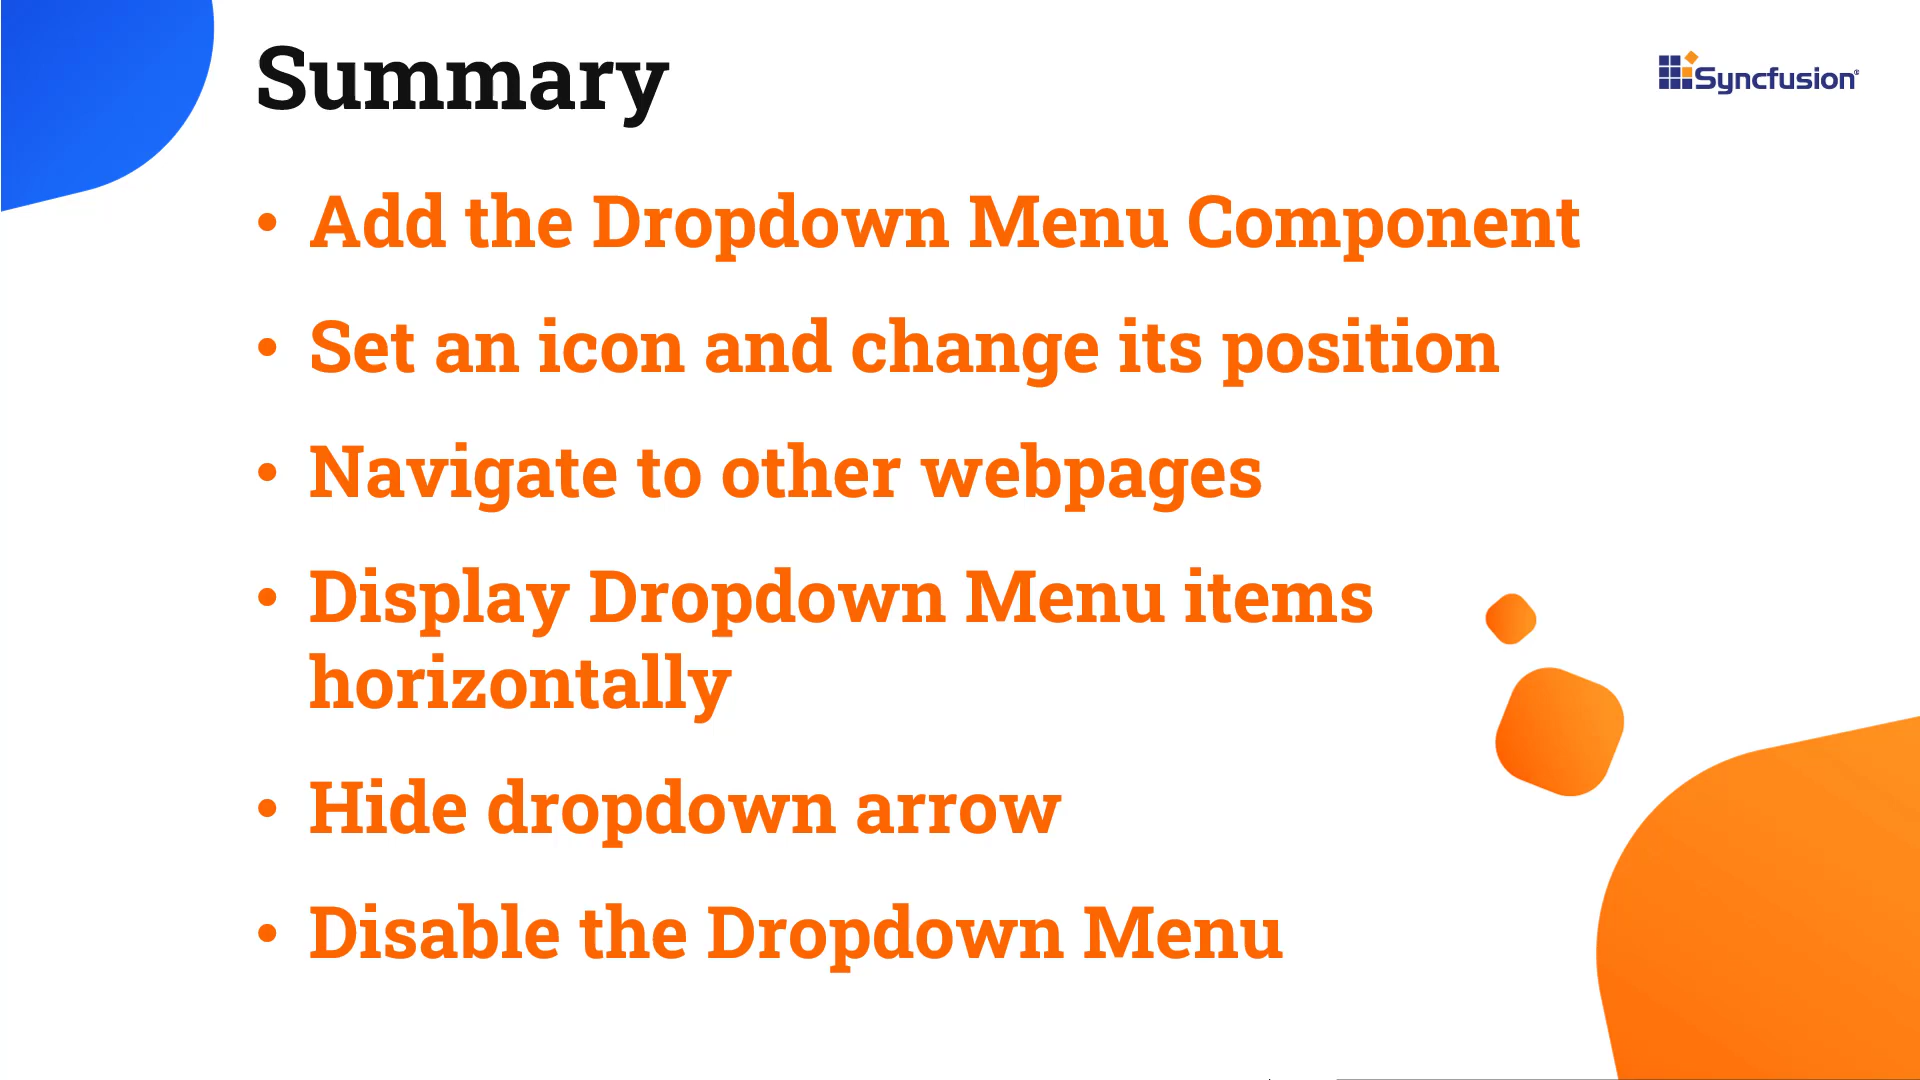 Summary
Syncfusion®
• Add the Dropdown Menu Component
• Set an icon and change its position
• Navigate to other webpages
• Display Dropdown Menu items
horizontally
• Hide dropdown arrow
• Disable the Dropdown Menu